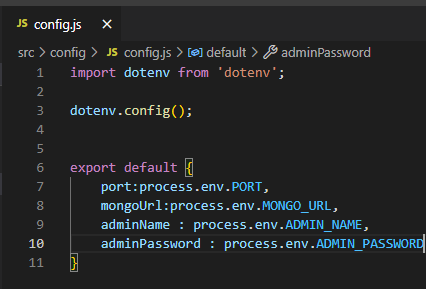 JS config.js ×
src > config > JS config.js > default > adminPassword
1 import dotenv from 'dotenv';
2
3 dotenv.config();
4
5
6 export default {
7 port:process.env.PORT,
8 mongoUrl:process.env.MONGO_URL,
9 adminName : process.env.ADMIN_NAME,
10 adminPassword : process.env.ADMIN_PASSWORD
11 }